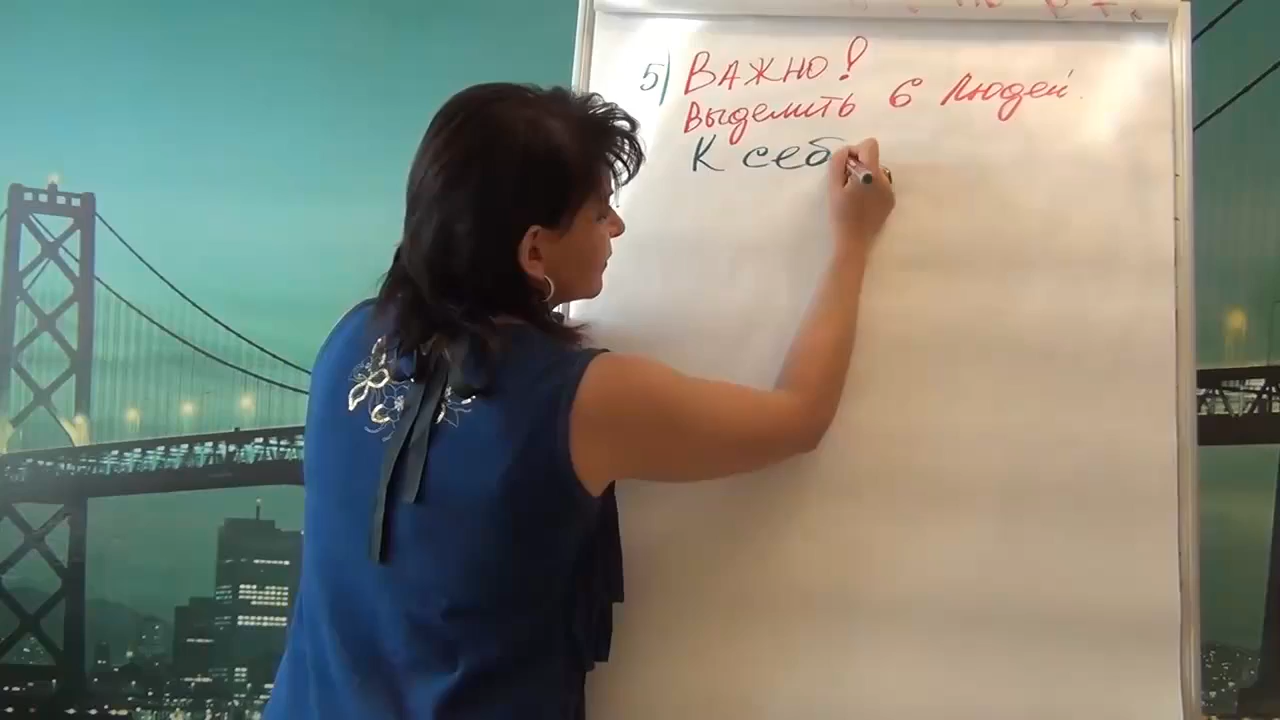 5) Важно!
Выделить 6 людей.
К себ